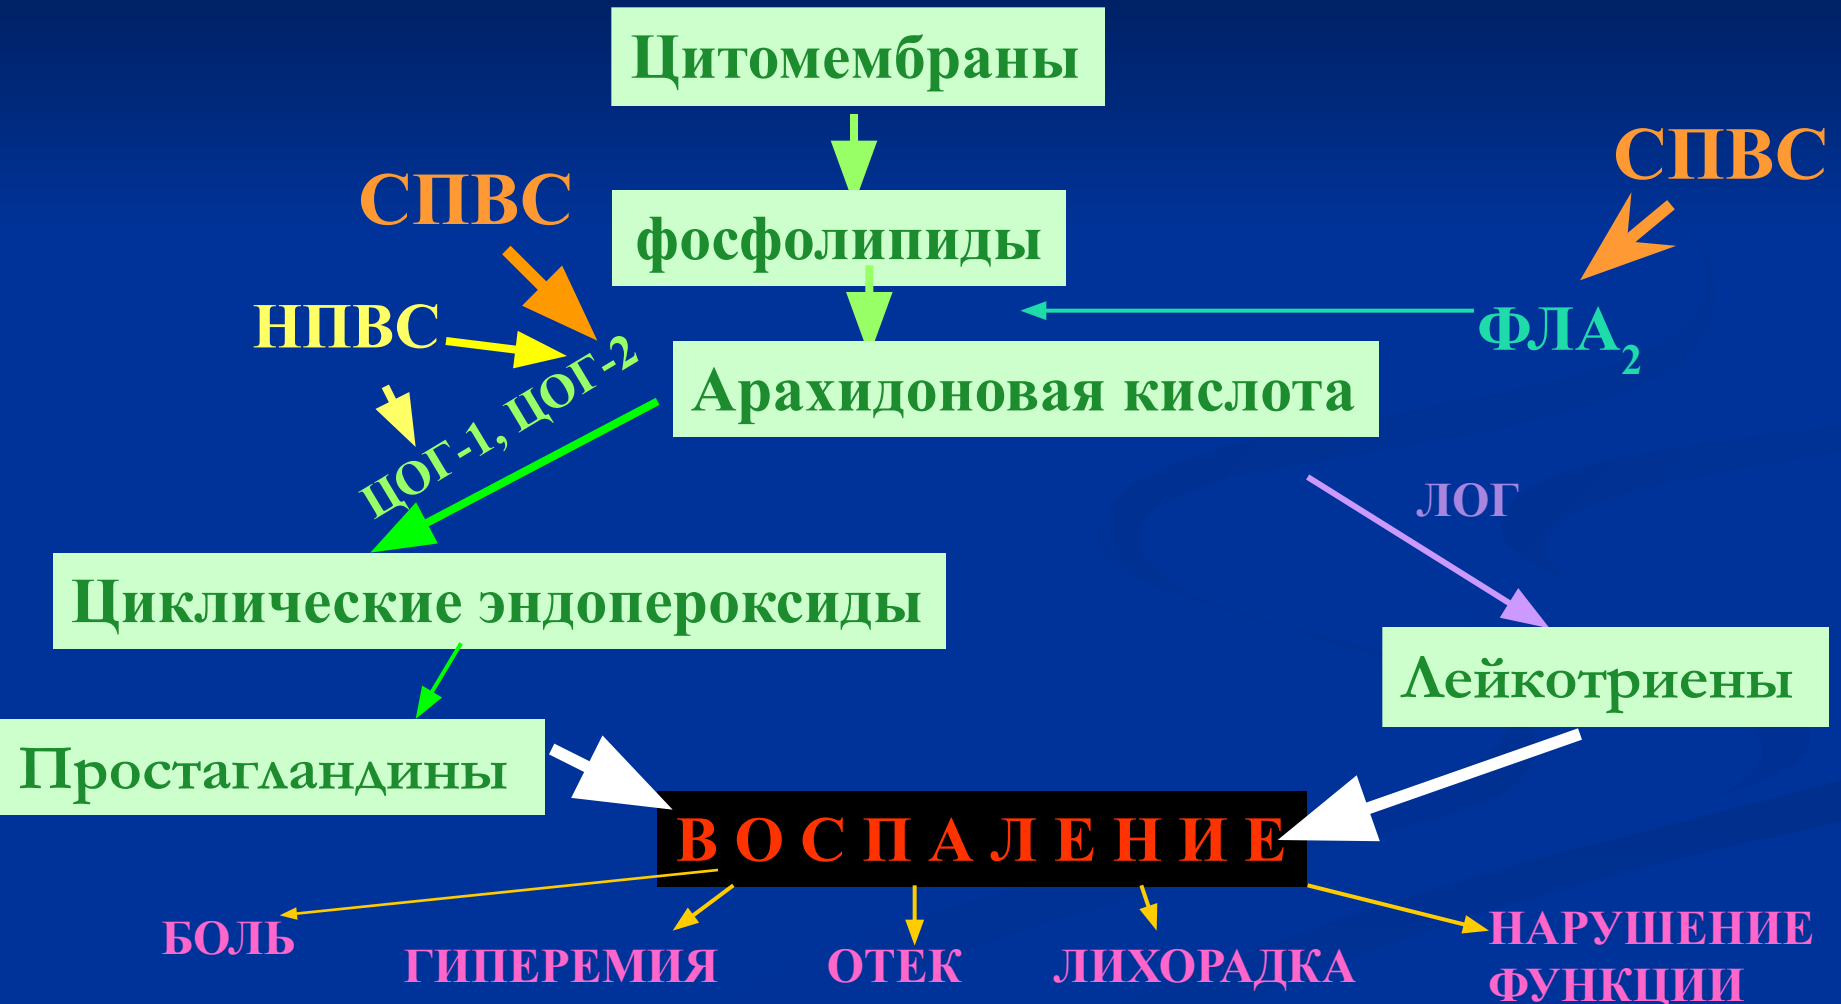 Цитомембраны
СПВС
СПВС
фосфолипиды
НПВС
ФЛА2
ЦОГ-1, ЦОГ-2
Арахидоновая кислота
ЛОГ
Циклические эндопероксиды
Лейкотриены
Простагландины
В О С П А Л Е Н И Е
БОЛЬ
ГИПЕРЕМИЯ
ОТЕК
ЛИХОРАДКА
НАРУШЕНИЕ
ФУНКЦИИ